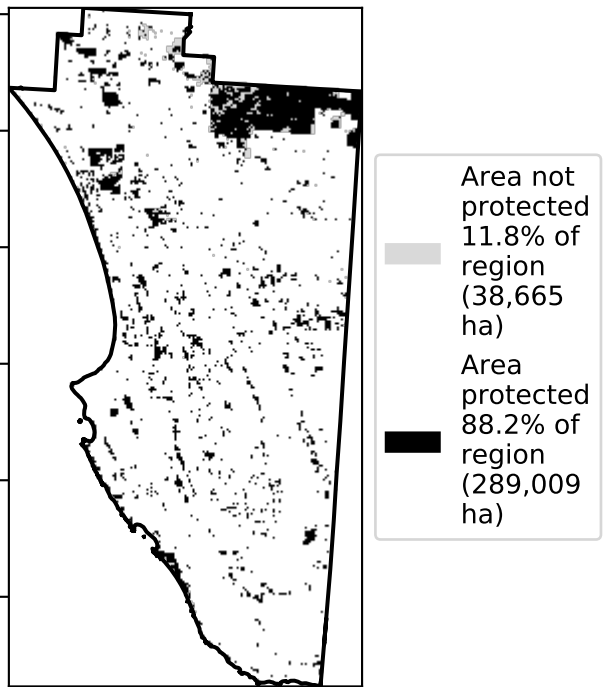 Area not
protected
11.8% of
region
(38,665
ha)
Area
protected
88.2% of
region
(289,009
ha)